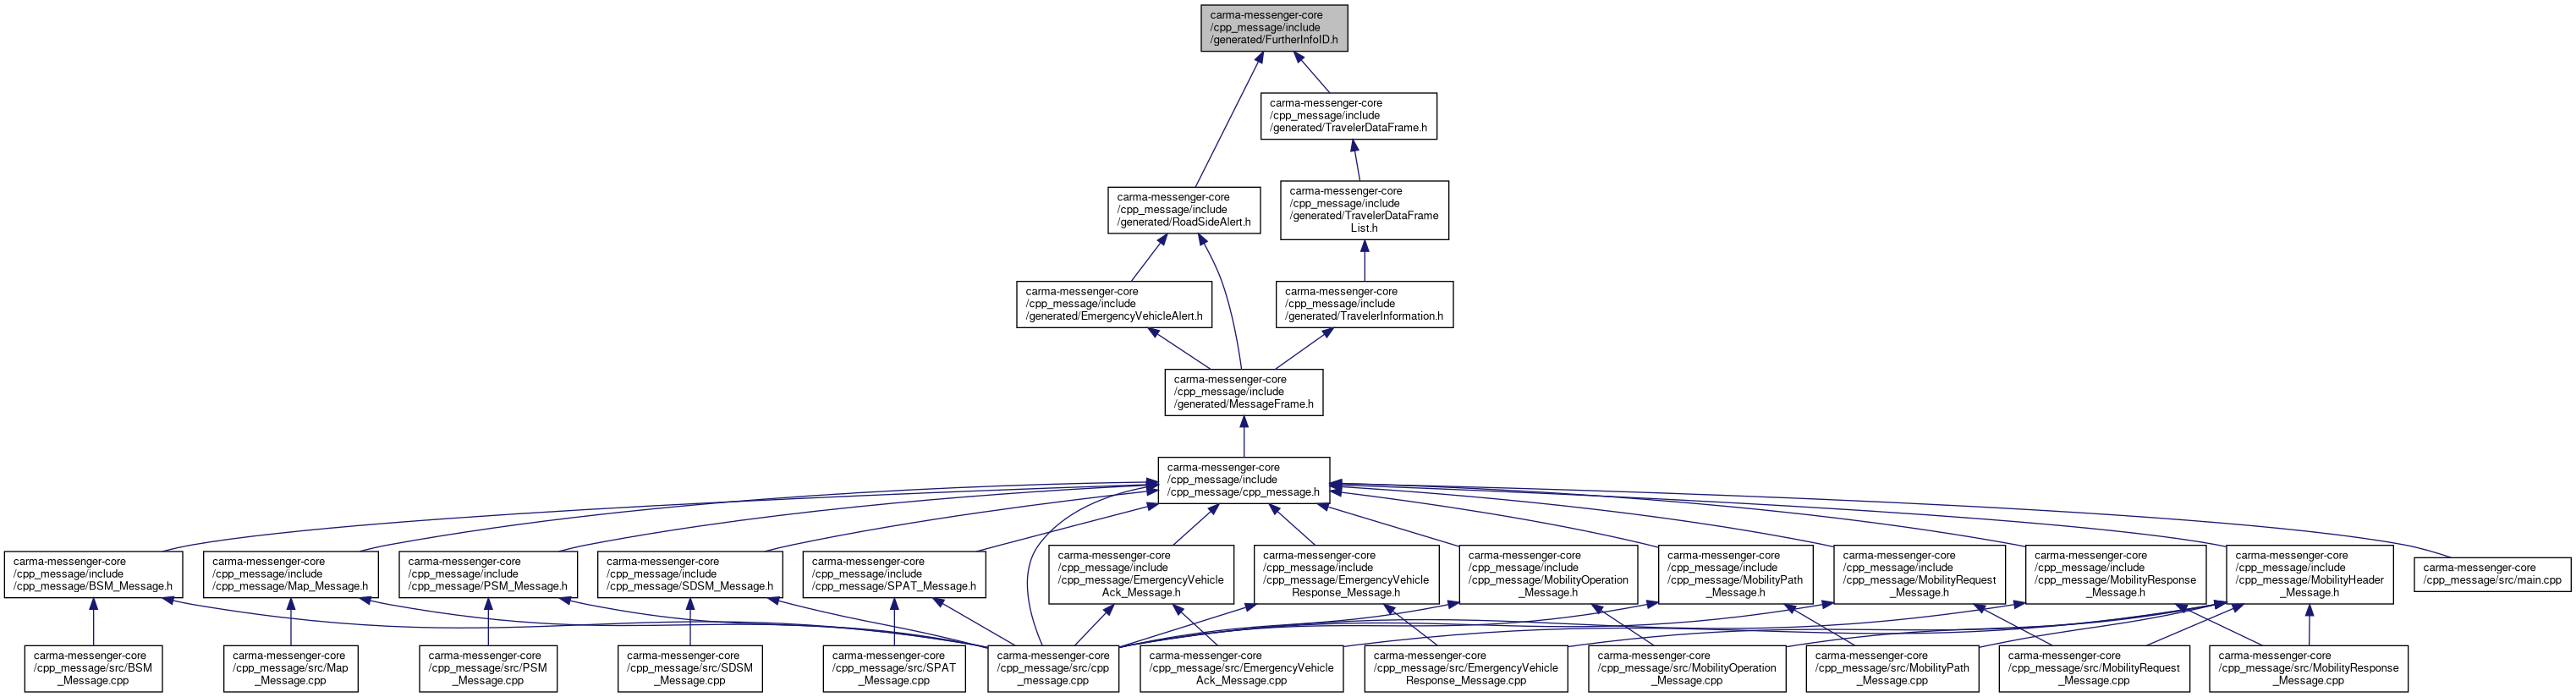 carma-messenger-core
/cpp_message/include
/generated/FurtherInfoID.h
carma-messenger-core
/cpp_message/include
/generated/TravelerDataFrame.h
carma-messenger-core
/cpp_message/include
/generated/RoadSideAlert.h
carma-messenger-core
/cpp_message/include
/generated/TravelerDataFrame
List.h
carma-messenger-core
/cpp_message/include
/generated/EmergencyVehicleAlert.h
carma-messenger-core
/cpp_message/include
/generated/TravelerInformation.h
carma-messenger-core
/cpp_message/include
/generated/MessageFrame.h
carma-messenger-core
/cpp_message/include
/cpp_message/cpp_message.h
carma-messenger-core
/cpp_message/include
/cpp_message/BSM_Message.h
carma-messenger-core
/cpp_message/include
/cpp_message/Map_Message.h
carma-messenger-core
/cpp_message/include
/cpp_message/PSM_Message.h
carma-messenger-core
/cpp_message/include
/cpp_message/SDSM_Message.h
carma-messenger-core
/cpp_message/include
/cpp_message/SPAT_Message.h
carma-messenger-core
/cpp_message/include
/cpp_message/EmergencyVehicle
Ack_Message.h
carma-messenger-core
/cpp_message/include
/cpp_message/EmergencyVehicle
Response_Message.h
carma-messenger-core
/cpp_message/include
/cpp_message/MobilityOperation
_Message.h
carma-messenger-core
/cpp_message/include
/cpp_message/MobilityPath
_Message.h
carma-messenger-core
/cpp_message/include
/cpp_message/MobilityRequest
_Message.h
carma-messenger-core
/cpp_message/include
/cpp_message/MobilityResponse
_Message.h
carma-messenger-core
/cpp_message/include
/cpp_message/MobilityHeader
_Message.h
carma-messenger-core
/cpp_message/src/main.cpp
carma-messenger-core
/cpp_message/src/BSM
_Message.cpp
carma-messenger-core
/cpp_message/src/Map
_Message.cpp
carma-messenger-core
/cpp_message/src/PSM
_Message.cpp
carma-messenger-core
/cpp_message/src/SDSM
_Message.cpp
carma-messenger-core
/cpp_message/src/SPAT
_Message.cpp
carma-messenger-core
/cpp_message/src/cpp
_message.cpp
carma-messenger-core
/cpp_message/src/EmergencyVehicle
Ack_Message.cpp
carma-messenger-core
/cpp_message/src/EmergencyVehicle
Response_Message.cpp
carma-messenger-core
/cpp_message/src/MobilityOperation
_Message.cpp
carma-messenger-core
/cpp_message/src/MobilityPath
_Message.cpp
carma-messenger-core
/cpp_message/src/MobilityRequest
_Message.cpp
carma-messenger-core
/cpp_message/src/MobilityResponse
_Message.cpp